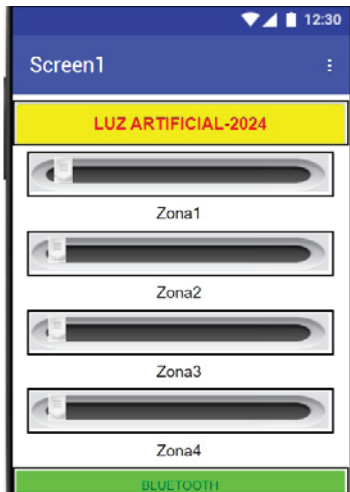 12:30
Screen1
LUZ ARTIFICIAL-2024
Zona1
Zona2
Zona3
Zona4
BLUETOOTH